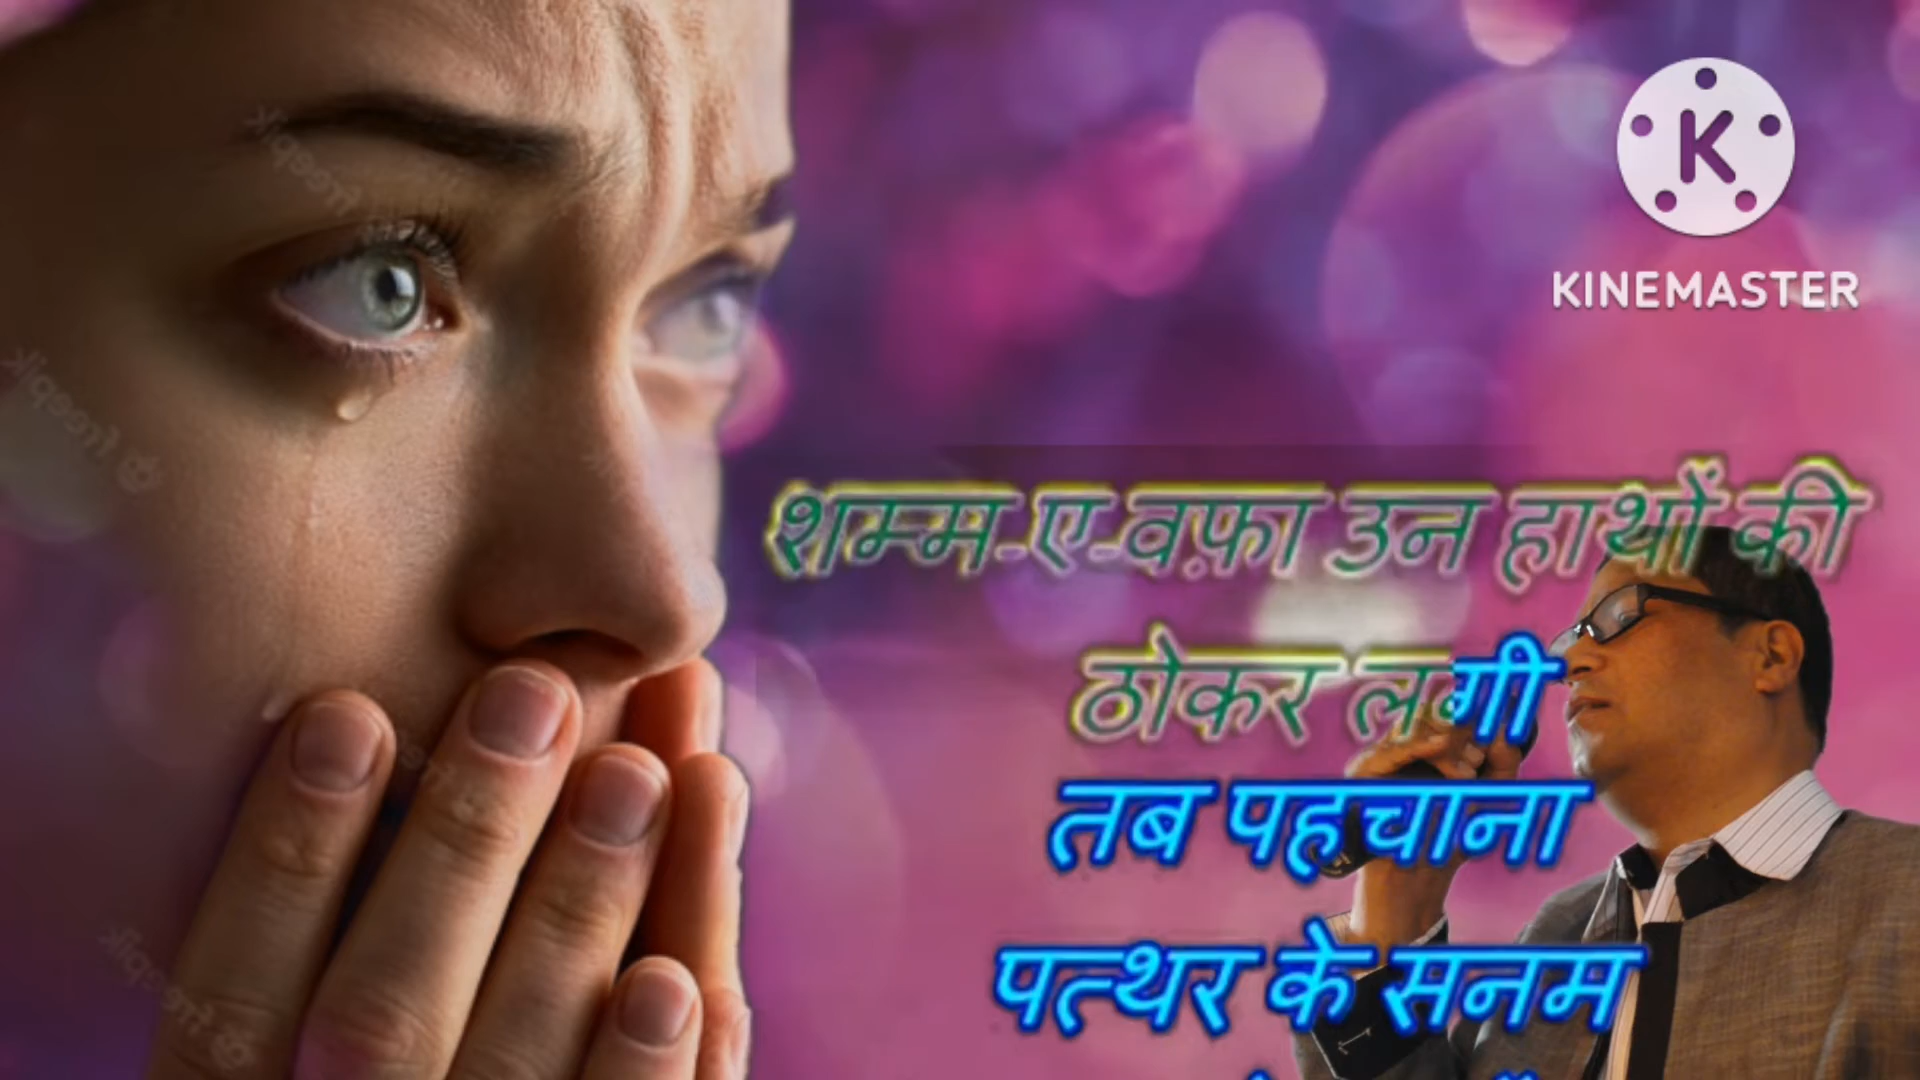 KINEMASTER
शम्म-ए-वफ़ा उन हाथों की
ठोकर लगी
तब पहचाना
पत्थर के सनम